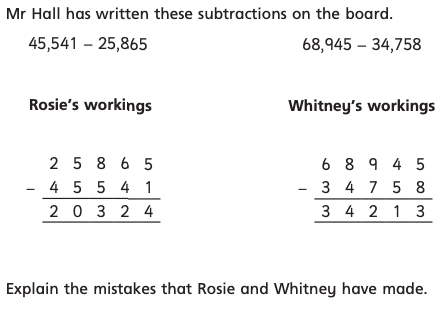 Mr Hall has written these subtractions on the board.
45,541 – 25,865 68,945 – 34,758
Rosie's workings Whitney's workings
2 5 8 6 5 6 8 9 4 5
– 4 5 5 4 1 – 3 4 7 5 8
2 0 3 2 4 3 4 2 1 3
Explain the mistakes that Rosie and Whitney have made.